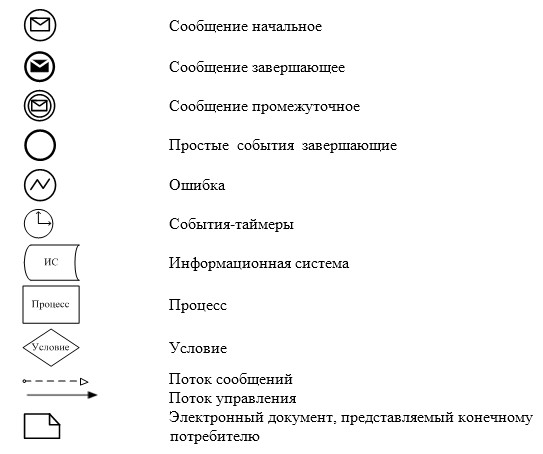 Сообщение начальное
Сообщение завершающее
Сообщение промежуточное
Простые события завершающие
Ошибка
События-таймеры
ИС
Информационная система
Процесс
Процесс
Условие
Условие
Поток сообщений
Поток управления
Электронный документ, представляемый конечному
потребителю